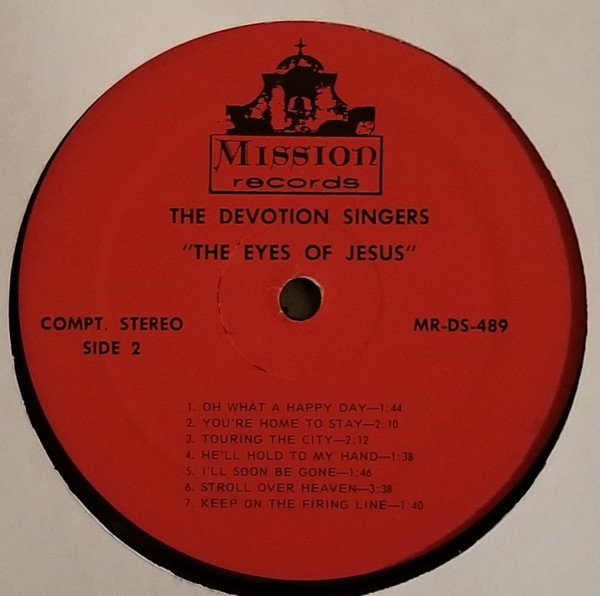 MISSION
records
THE DEVOTION SINGERS
"THE EYES OF JESUS"
COMPT. STEREO
SIDE 2
MR-DS-489
1. OH WHAT A HAPPY DAY—1:44
2. YOU'RE HOME TO STAY—2:10
3. TOURING THE CITY—2:12
4. HE'LL HOLD TO MY HAND—1:38
5. I'LL SOON BE GONE—1:46
6. STROLL OVER HEAVEN—3:38
7. KEEP ON THE FIRING LINE—1:40